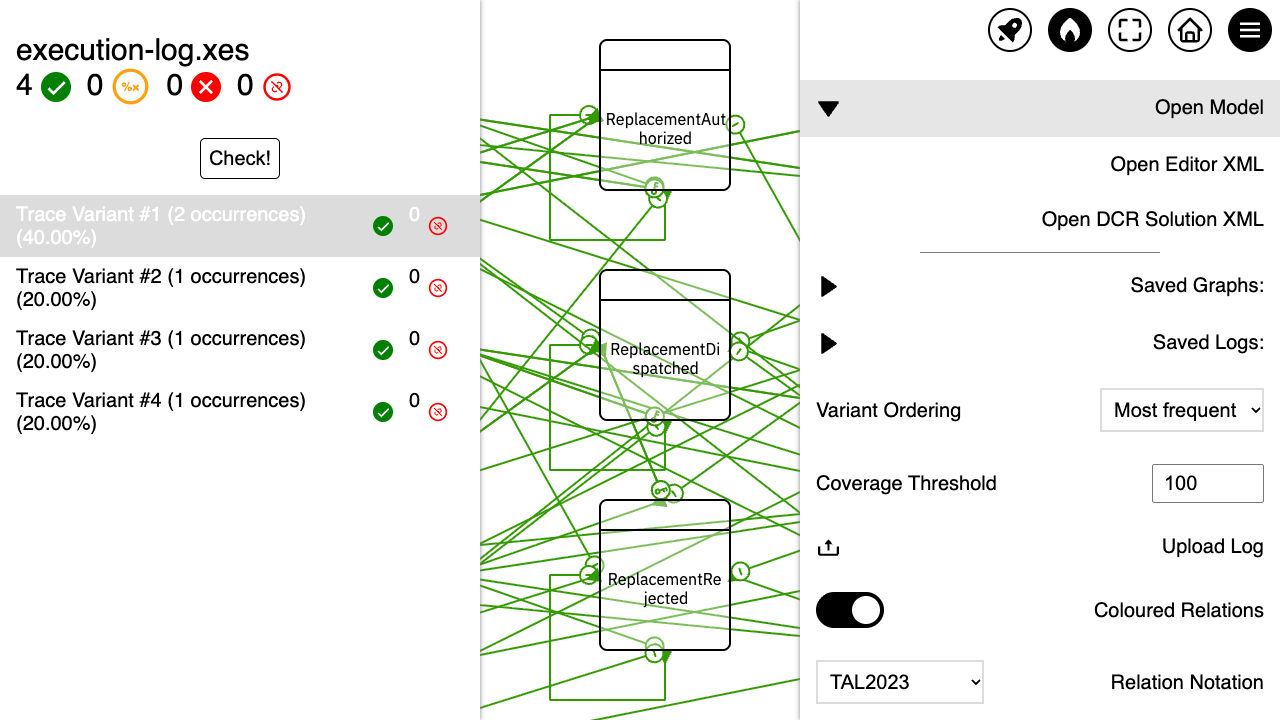 execution-log.xes
4 0 %× 0 0
Check!
Trace Variant #1 (2 occurrences)
(40.00%)
0
Trace Variant #2 (1 occurrences)
(20.00%)
0
Trace Variant #3 (1 occurrences)
(20.00%)
0
Trace Variant #4 (1 occurrences)
(20.00%)
0
ReplacementAut
horized
ReplacementDi
spatched
ReplacementRe
jected
Open Model
Open Editor XML
Open DCR Solution XML
Saved Graphs:
Saved Logs:
Variant Ordering
Most frequent
Coverage Threshold
100
Upload Log
Coloured Relations
TAL2023
Relation Notation